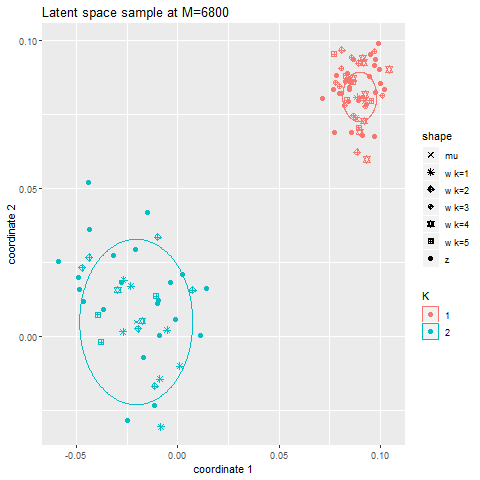 Latent space sample at M=6800
0.10
0.05
0.00
-0.05
0.00
0.05
0.10
coordinate 1
coordinate 2
shape
mu
w k=1
w k=2
w k=3
w k=4
w k=5
z
K
1
2